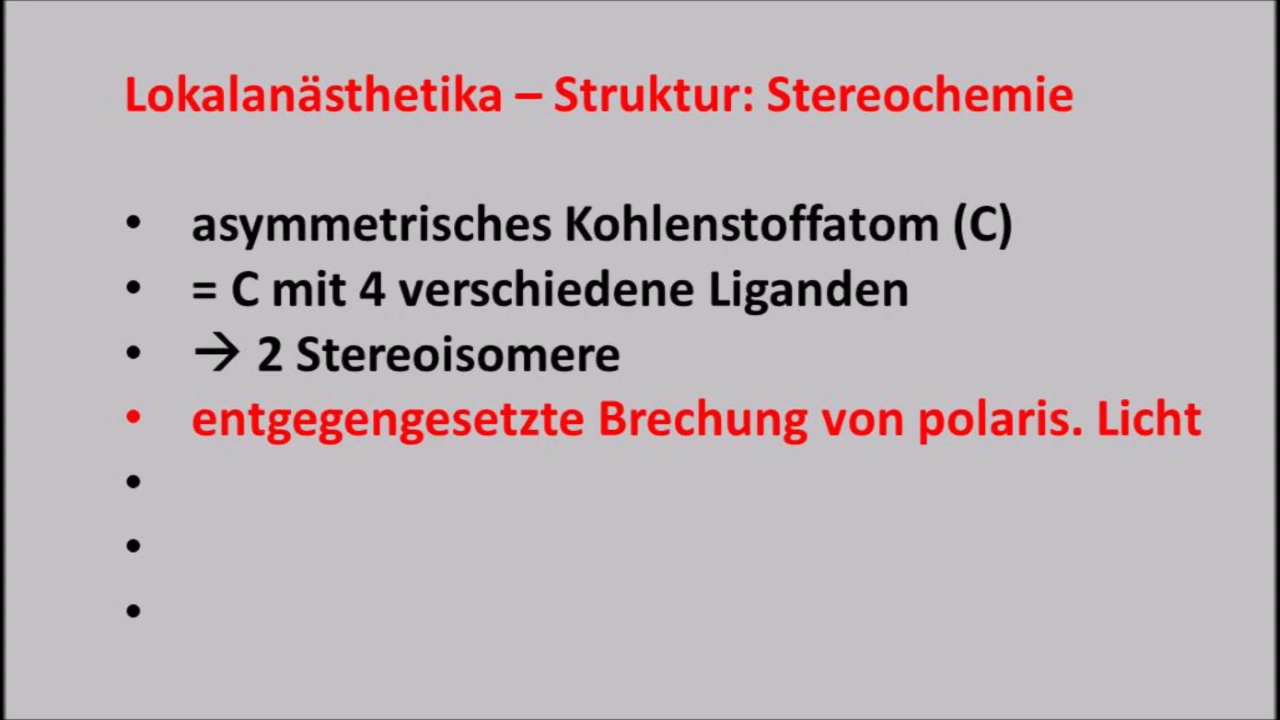 Lokalanästhetika – Struktur: Stereochemie
• asymmetrisches Kohlenstoffatom (C)
• = C mit 4 verschiedene Liganden
• → 2 Stereoisomere
• entgegengesetzte Brechung von polaris. Licht
•
•
•